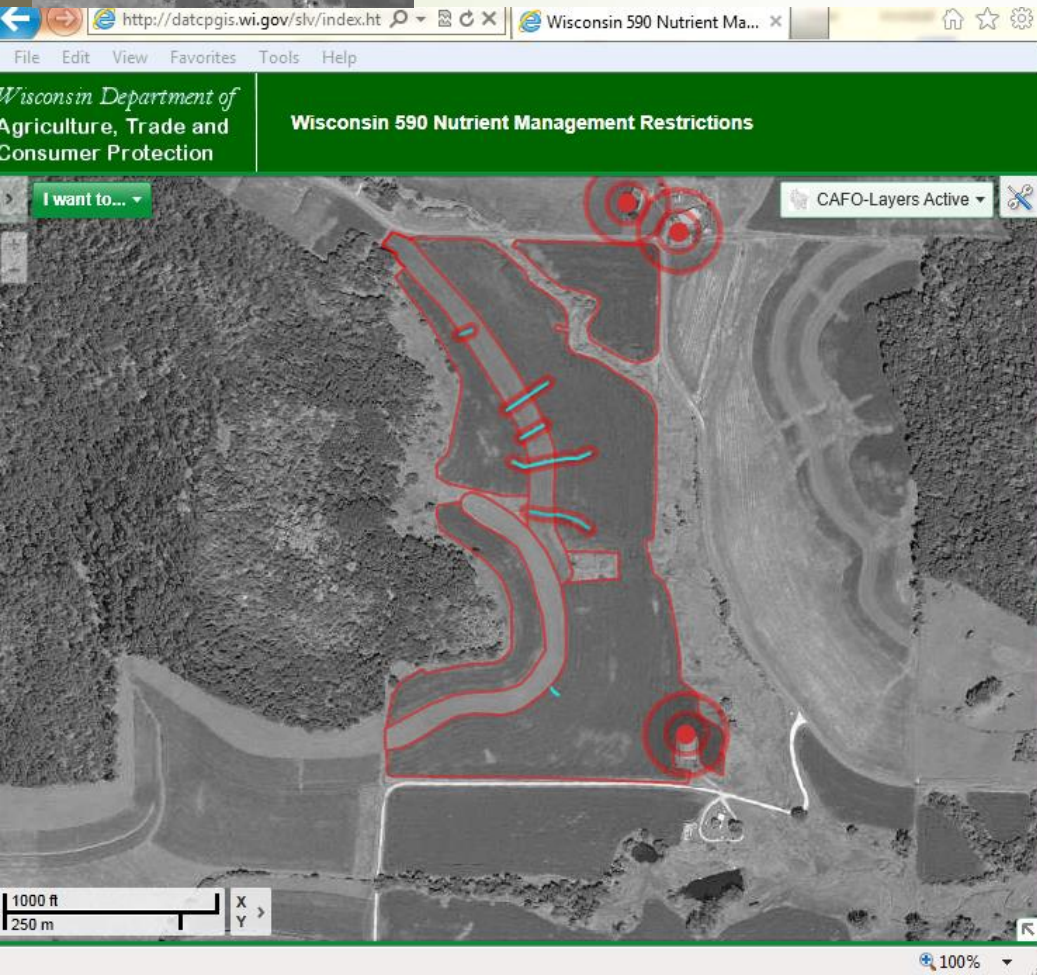 http://datcpgis.wi.gov/slv/index.ht
Wisconsin 590 Nutrient Ma...
File Edit View Favorites Tools Help
Wisconsin Department of
Agriculture, Trade and
Consumer Protection
Wisconsin 590 Nutrient Management Restrictions
I want to...
CAFO-Layers Active
1000 ft
250 m
X
Y
100%